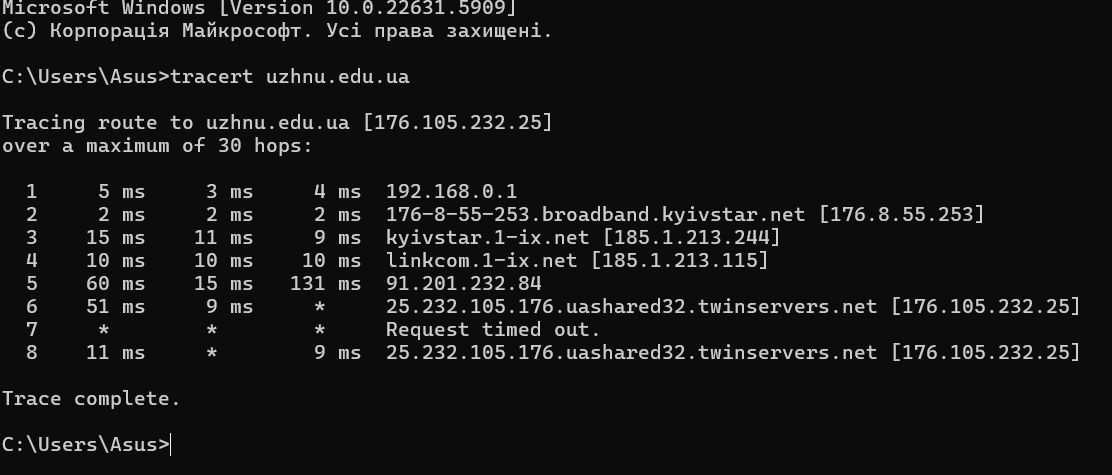 Microsoft Windows [Version 10.0.22631.5909]
(c) Корпорація Майкрософт. Усі права захищені.
C:\Users\Asus>tracert uzhnu.edu.ua
Tracing route to uzhnu.edu.ua [176.105.232.25]
over a maximum of 30 hops:
  1     5 ms     3 ms     4 ms  192.168.0.1
  2     2 ms     2 ms     2 ms  176-8-55-253.broadband.kyivstar.net [176.8.55.253]
  3    15 ms    11 ms     9 ms  kyivstar.1-ix.net [185.1.213.244]
  4    10 ms    10 ms    10 ms  linkcom.1-ix.net [185.1.213.115]
  5    60 ms    15 ms   131 ms  91.201.232.84
  6    51 ms     9 ms     *     25.232.105.176.uashared32.twinservers.net [176.105.232.25]
  7     *        *        *     Request timed out.
  8    11 ms     *        9 ms  25.232.105.176.uashared32.twinservers.net [176.105.232.25]
Trace complete.
C:\Users\Asus>